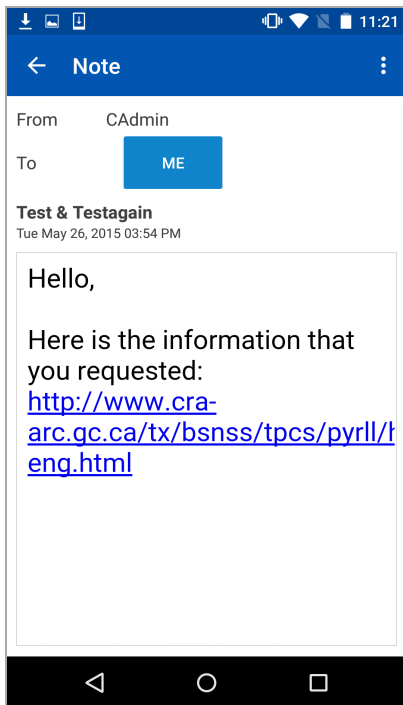 11:21
Note
From CAdmin
To ME
Test & Testagain
Tue May 26, 2015 03:54 PM
Hello,
Here is the information that
you requested:
http://www.cra-
arc.gc.ca/tx/bsnss/tpcs/pyrll/
eng.html